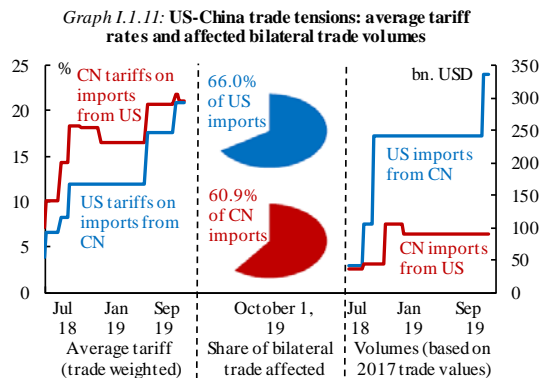 Graph I.1.11: US-China trade tensions: average tariff
rates and affected bilateral trade volumes
25
20
15
10
5
0
%
CN tariffs on
imports
from US
US tariffs on
imports from
CN
66.0%
of US
imports
60.9%
of CN
imports
bn. USD
US imports
from CN
CN imports
from US
350
300
250
200
150
100
50
0
Jul
18
Jan
19
Sep
19
October 1,
19
Jul
18
Jan
19
Sep
19
Average tariff
(trade weighted)
Share of bilateral
trade affected
Volumes (based on
2017 trade values)